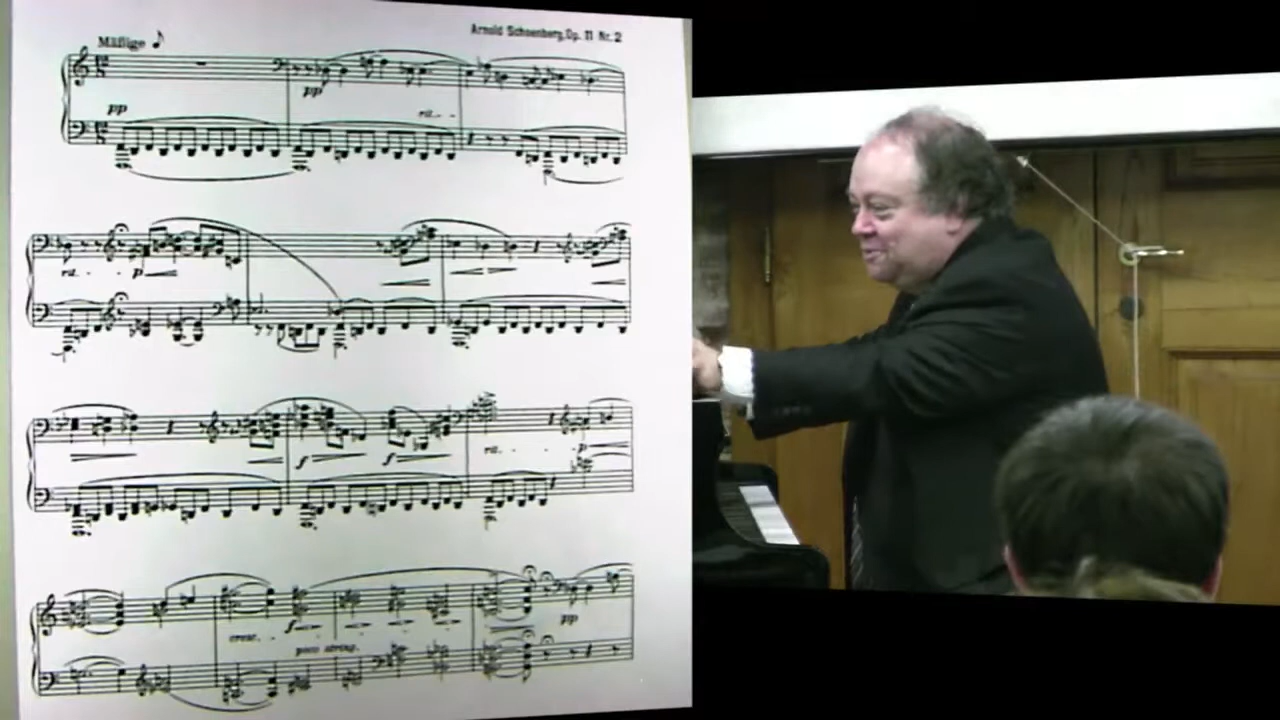 Arnold Schoenberg, Op. 11 Nr. 2
Mäßige
pp
pp
rit. - -
rit. - - p
f f
rit. - -
p
cresc. - -
f
pp
poco string.